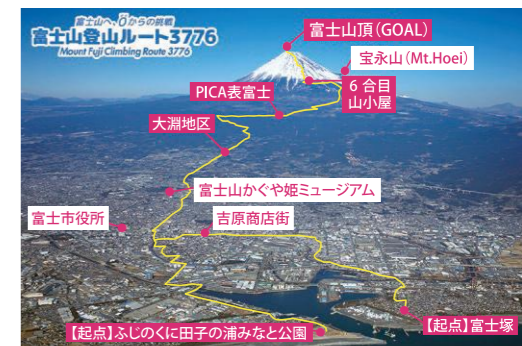 富士山へ、0からの挑戦
富士山登山ルート3776
Mount Fuji Climbing Route 3776
富士山頂（GOAL）
宝永山（Mt.Hoei）
6合目
山小屋
PICA表富士
大淵地区
富士山かぐや姫ミュージアム
富士市役所
吉原商店街
【起点】富士塚
【起点】ふじのくに田子の浦みなと公園